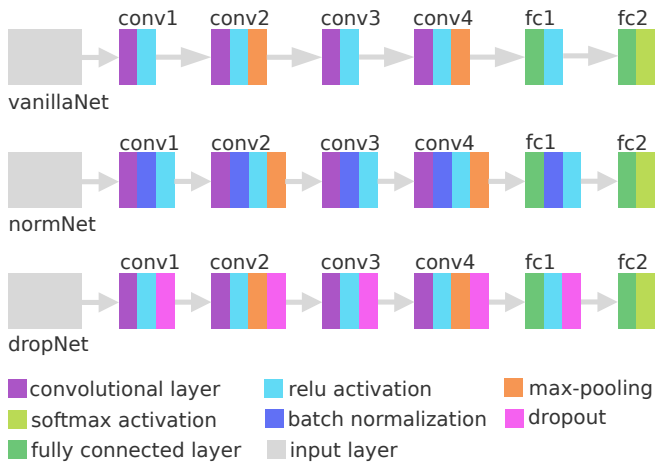 conv1 conv2 conv3 conv4 fc1 fc2
vanillaNet
conv1 conv2 conv3 conv4 fc1 fc2
normNet
conv1 conv2 conv3 conv4 fc1 fc2
dropNet
convolutional layer relu activation max-pooling
softmax activation batch normalization dropout
fully connected layer input layer